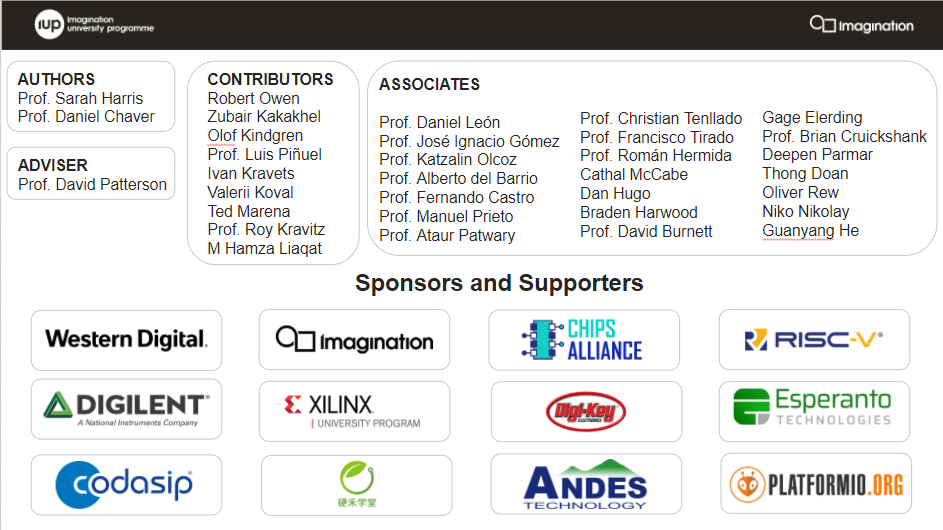 iup Imagination
university programme
Imagination
AUTHORS
Prof. Sarah Harris
Prof. Daniel Chaver
ADVISER
Prof. David Patterson
CONTRIBUTORS
Robert Owen
Zubair Kakakhel
Olof Kindgren
Prof. Luis Piñuel
Ivan Kravets
Valerii Koval
Ted Marena
Prof. Roy Kravitz
M Hamza Liaqat
ASSOCIATES
Prof. Daniel León
Prof. José Ignacio Gómez
Prof. Katzalin Olcoz
Prof. Alberto del Barrio
Prof. Fernando Castro
Prof. Manuel Prieto
Prof. Ataur Patwary
Prof. Christian Tenllado
Prof. Francisco Tirado
Prof. Román Hermida
Cathal McCabe
Dan Hugo
Braden Harwood
Prof. David Burnett
Gage Elerding
Prof. Brian Cruickshank
Deepen Parmar
Thong Doan
Oliver Rew
Niko Nikolay
Guanyang He
Sponsors and Supporters
Western Digital.
Imagination
CHIPS
ALLIANCE
RISC-V®
DIGILENT®
A National Instruments Company
XILINX
UNIVERSITY PROGRAM
Digi-Key
ELECTRONICS
Esperanto
TECHNOLOGIES
codasip
硬禾学堂
ANDES
TECHNOLOGY
PLATFORMIO.ORG